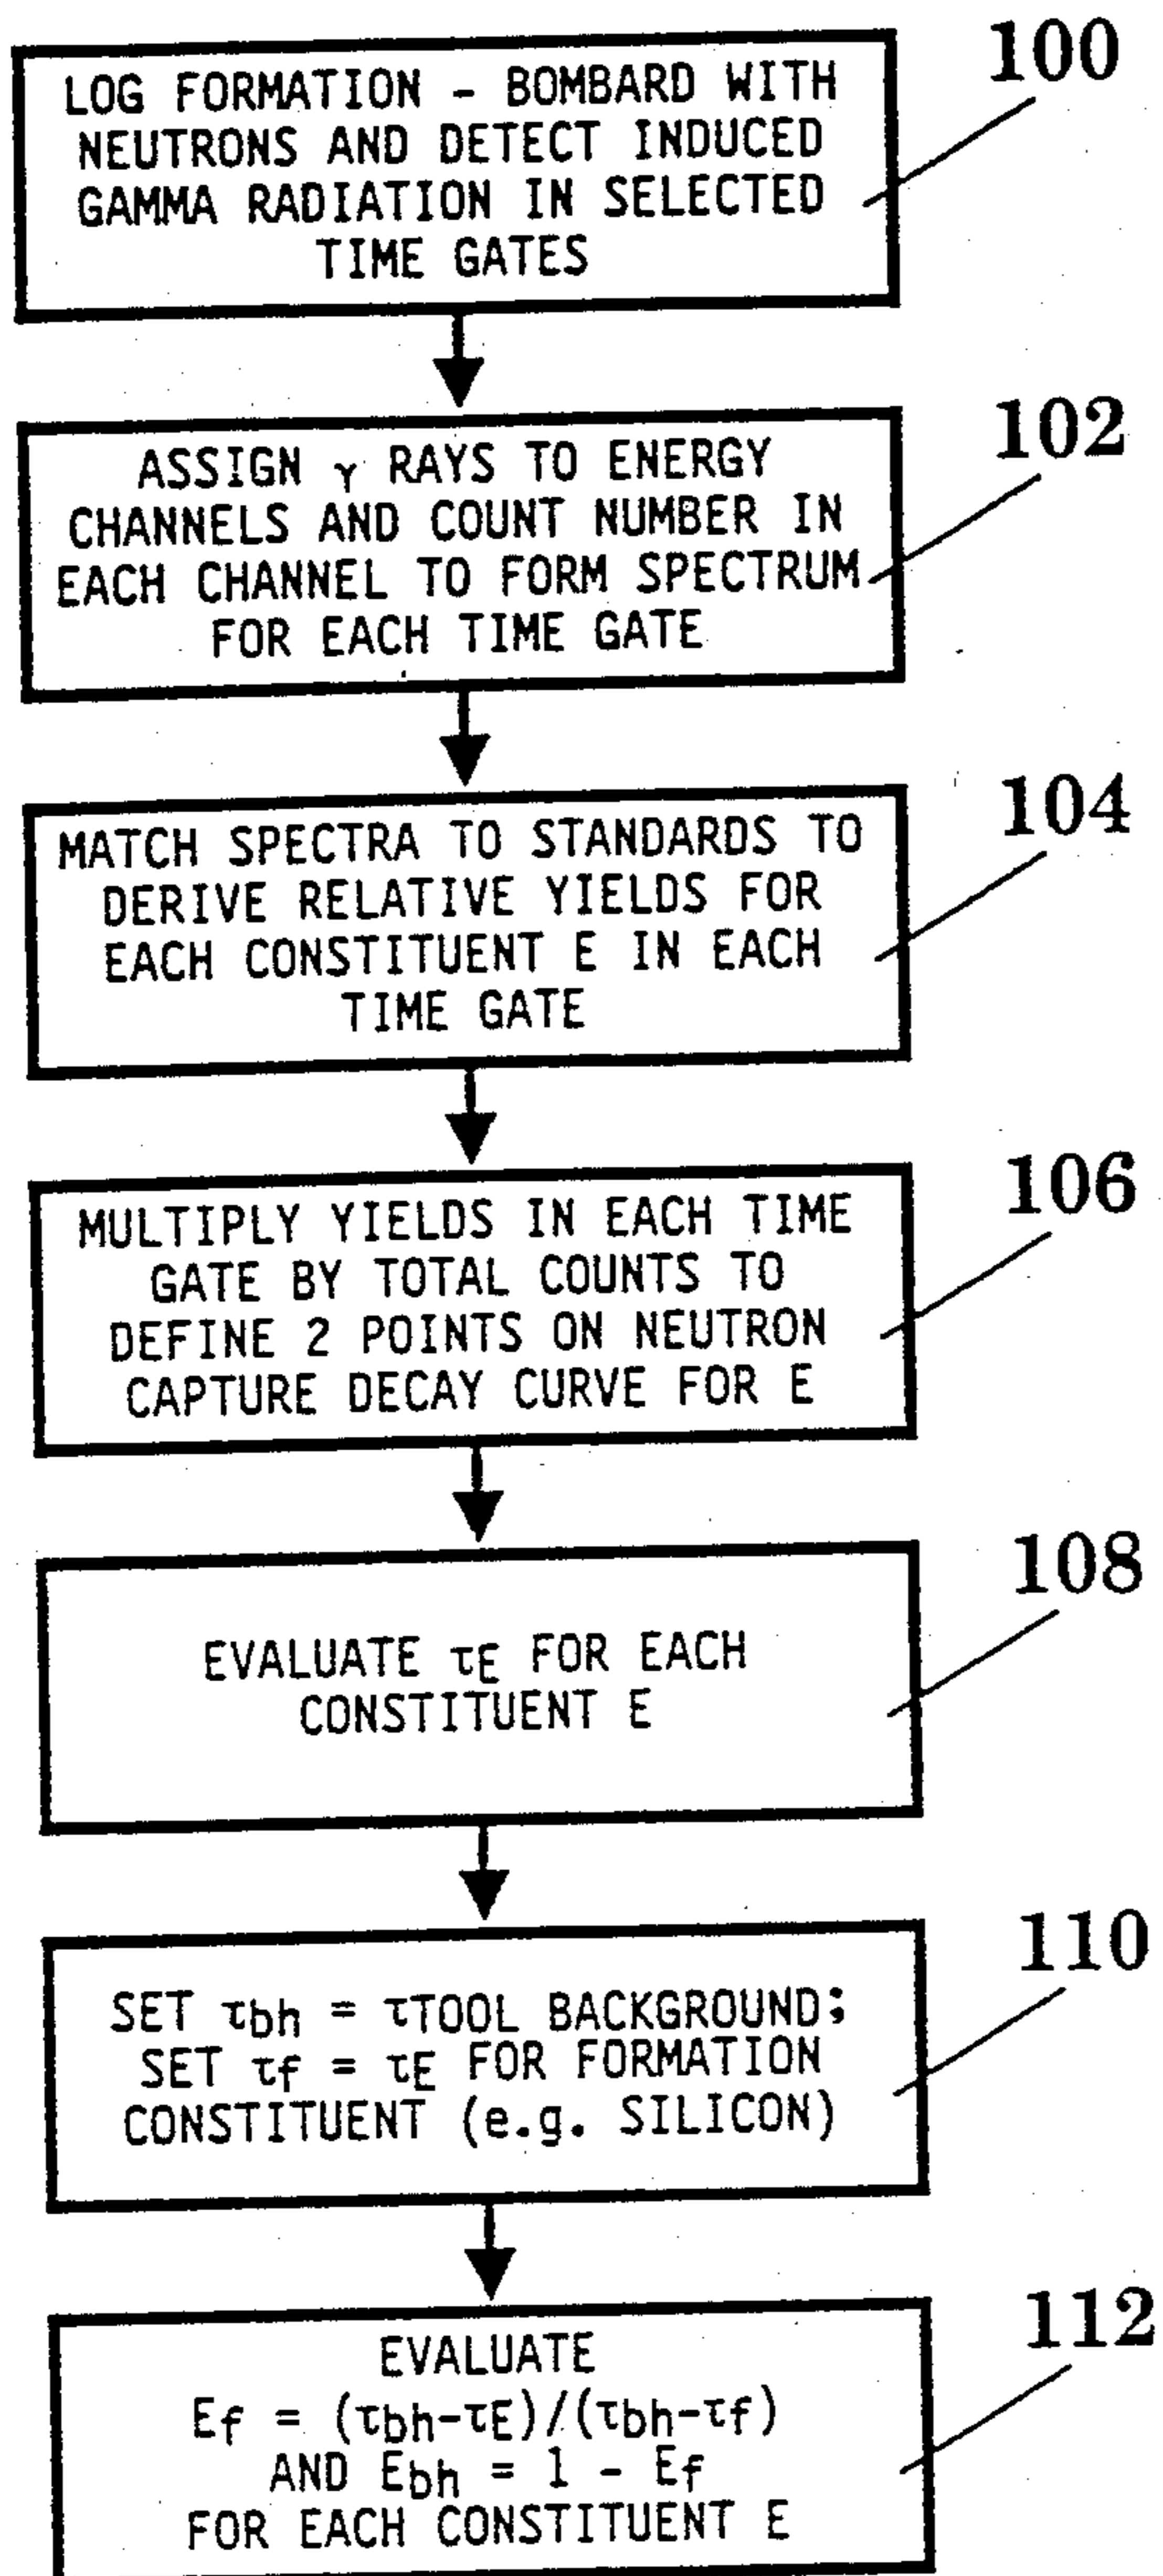 100
LOG FORMATION - BOMBARD WITH
NEUTRONS AND DETECT INDUCED
GAMMA RADIATION IN SELECTED
TIME GATES
102
ASSIGN γ RAYS TO ENERGY
CHANNELS AND COUNT NUMBER IN
EACH CHANNEL TO FORM SPECTRUM
FOR EACH TIME GATE
104
MATCH SPECTRA TO STANDARDS TO
DERIVE RELATIVE YIELDS FOR
EACH CONSTITUENT E IN EACH
TIME GATE
106
MULTIPLY YIELDS IN EACH TIME
GATE BY TOTAL COUNTS TO
DEFINE 2 POINTS ON NEUTRON
CAPTURE DECAY CURVE FOR E
108
EVALUATE τE FOR EACH
CONSTITUENT E
110
SET τbh = τTOOL BACKGROUND;
SET τf = τE FOR FORMATION
CONSTITUENT (e.g. SILICON)
112
EVALUATE
Ef = (τbh-τE)/(τbh-τf)
AND Ebh = 1 - Ef
FOR EACH CONSTITUENT E